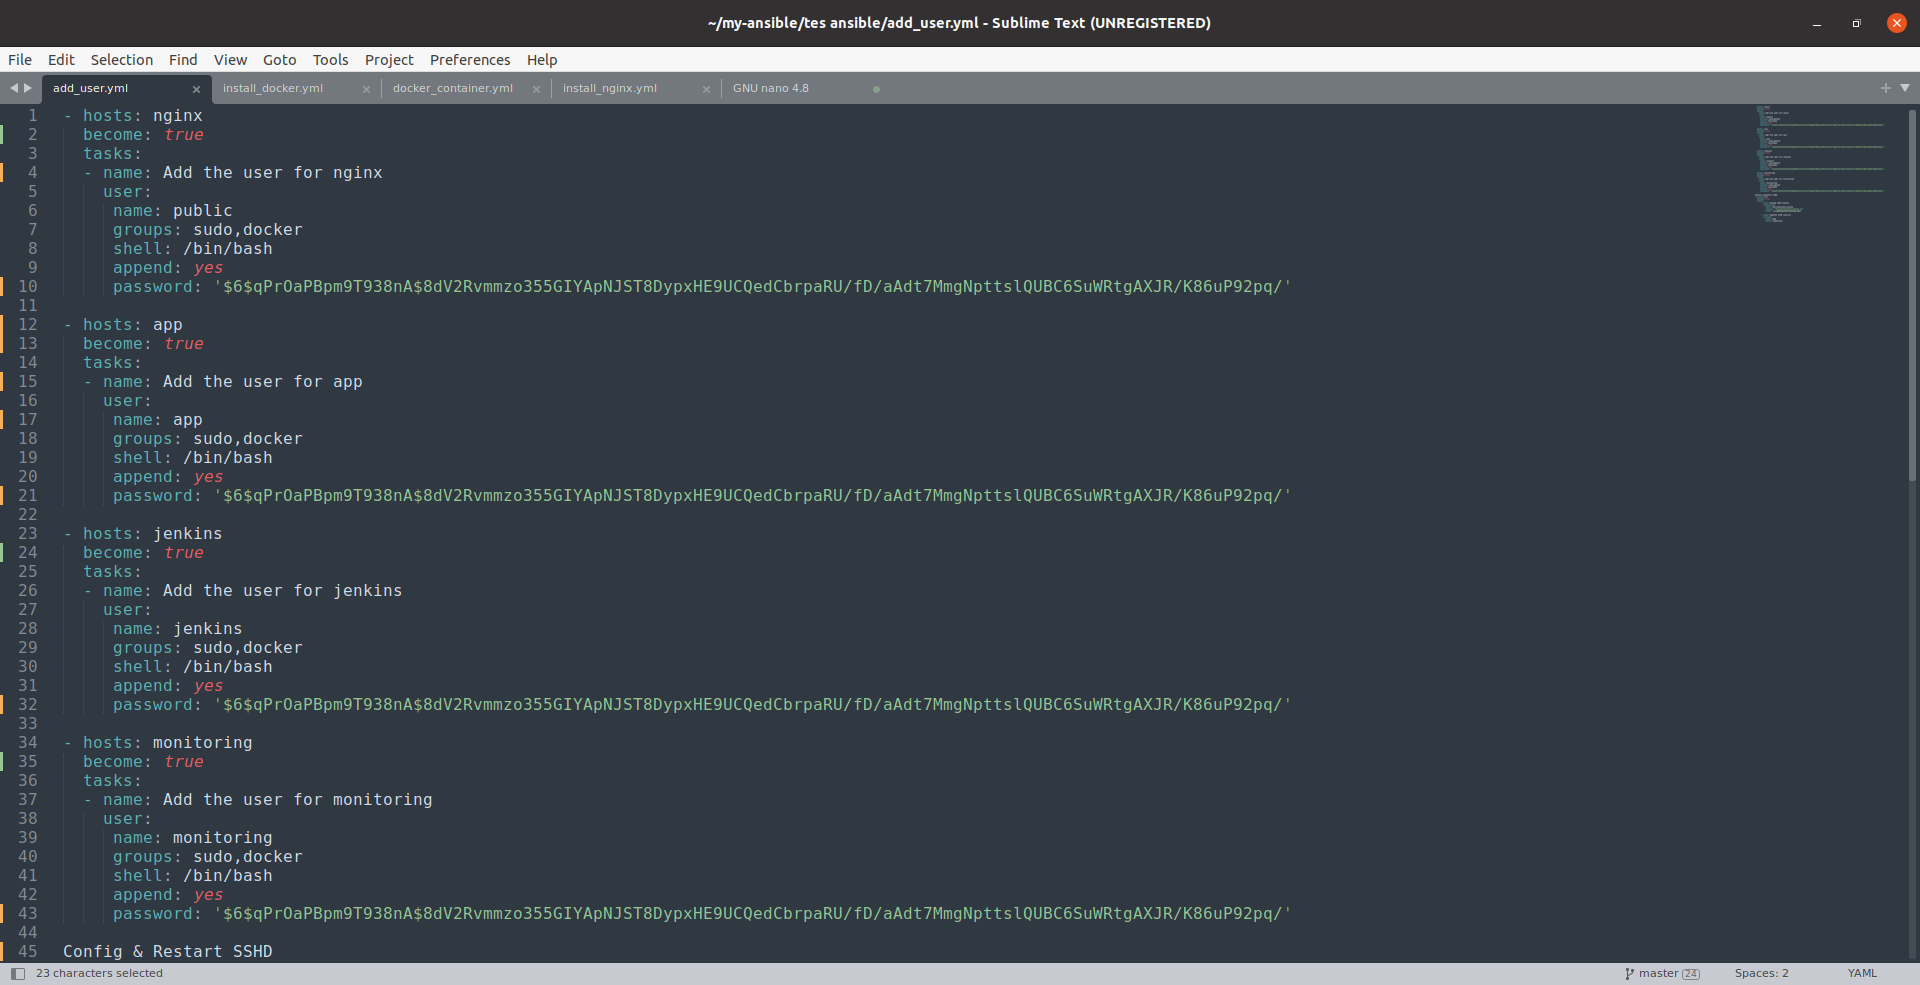 ~/my-ansible/tes ansible/add_user.yml - Sublime Text (UNREGISTERED)
File Edit Selection Find View Goto Tools Project Preferences Help
add_user.yml install_docker.yml docker_container.yml install_nginx.yml GNU nano 4.8
1 - hosts: nginx
2 become: true
3 tasks:
4 - name: Add the user for nginx
5 user:
6 name: public
7 groups: sudo,docker
8 shell: /bin/bash
9 append: yes
10 password: '$6$qPrOaPBpm9T938nA$8dV2Rvmmzo355GIYApNJST8DypxHE9UCQedCbrpaRU/fD/aAdt7MmgNpttslQUBC6SuWRtgAXJR/K86uP92pq/'
11
12 - hosts: app
13 become: true
14 tasks:
15 - name: Add the user for app
16 user:
17 name: app
18 groups: sudo,docker
19 shell: /bin/bash
20 append: yes
21 password: '$6$qPrOaPBpm9T938nA$8dV2Rvmmzo355GIYApNJST8DypxHE9UCQedCbrpaRU/fD/aAdt7MmgNpttslQUBC6SuWRtgAXJR/K86uP92pq/'
22
23 - hosts: jenkins
24 become: true
25 tasks:
26 - name: Add the user for jenkins
27 user:
28 name: jenkins
29 groups: sudo,docker
30 shell: /bin/bash
31 append: yes
32 password: '$6$qPrOaPBpm9T938nA$8dV2Rvmmzo355GIYApNJST8DypxHE9UCQedCbrpaRU/fD/aAdt7MmgNpttslQUBC6SuWRtgAXJR/K86uP92pq/'
33
34 - hosts: monitoring
35 become: true
36 tasks:
37 - name: Add the user for monitoring
38 user:
39 name: monitoring
40 groups: sudo,docker
41 shell: /bin/bash
42 append: yes
43 password: '$6$qPrOaPBpm9T938nA$8dV2Rvmmzo355GIYApNJST8DypxHE9UCQedCbrpaRU/fD/aAdt7MmgNpttslQUBC6SuWRtgAXJR/K86uP92pq/'
44
45 Config & Restart SSHD
23 characters selected master 24 Spaces: 2 YAML